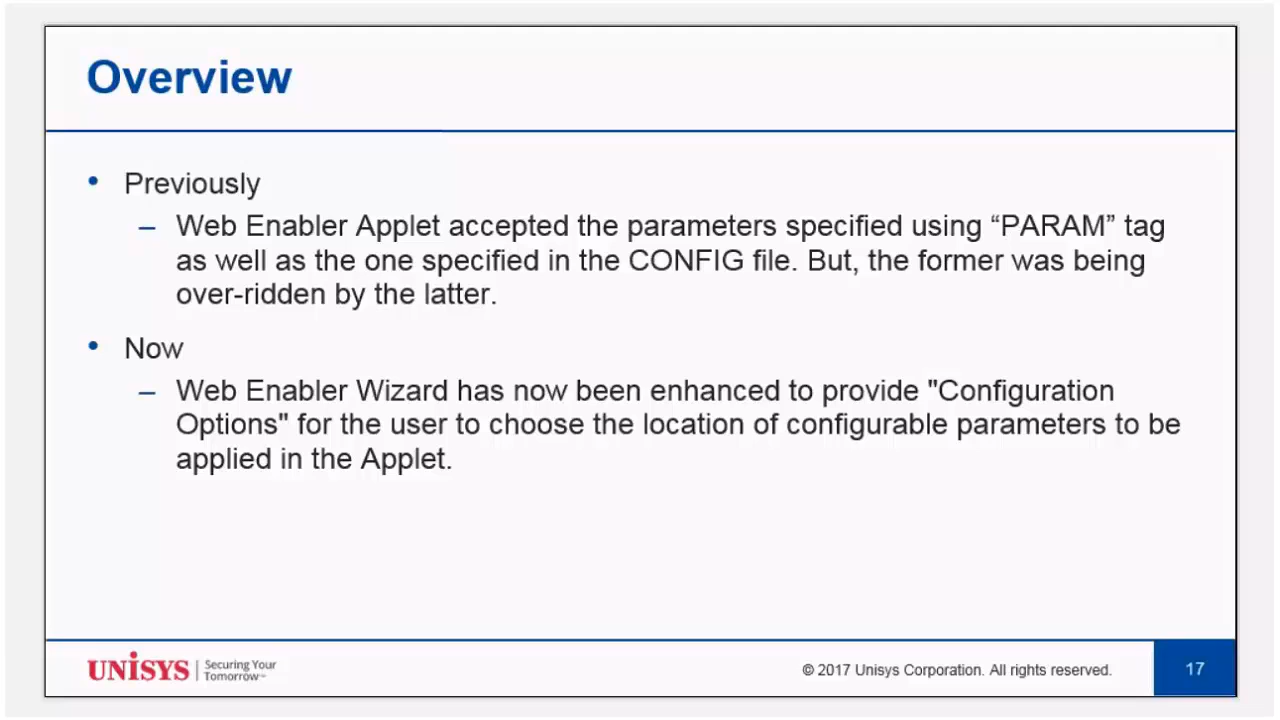 Overview
• Previously
– Web Enabler Applet accepted the parameters specified using “PARAM” tag
as well as the one specified in the CONFIG file. But, the former was being
over-ridden by the latter.
• Now
– Web Enabler Wizard has now been enhanced to provide "Configuration
Options" for the user to choose the location of configurable parameters to be
applied in the Applet.
UNISYS | Securing Your
Tomorrow℠
© 2017 Unisys Corporation. All rights reserved.
17